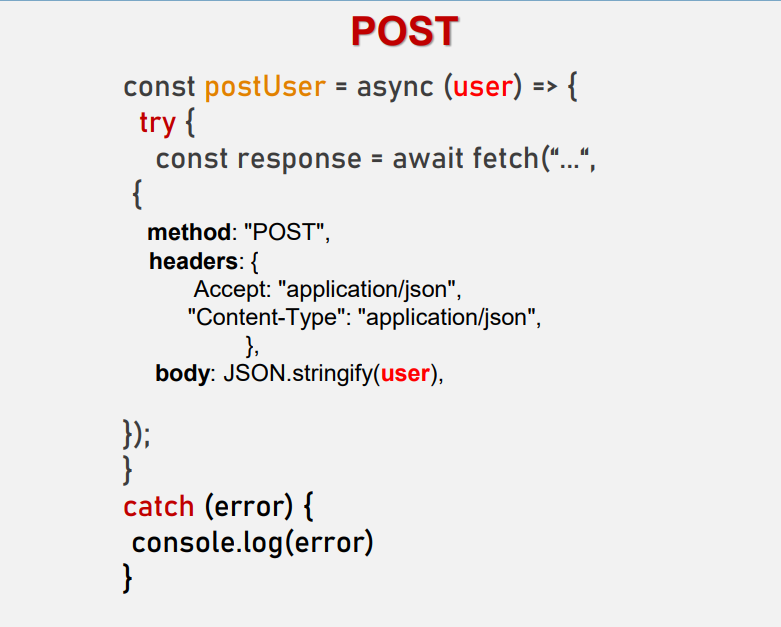 POST
const postUser = async (user) => {
try {
const response = await fetch(“...“,
{
method: "POST",
headers: {
Accept: "application/json",
"Content-Type": "application/json",
},
body: JSON.stringify(user),
});
}
catch (error) {
console.log(error)
}